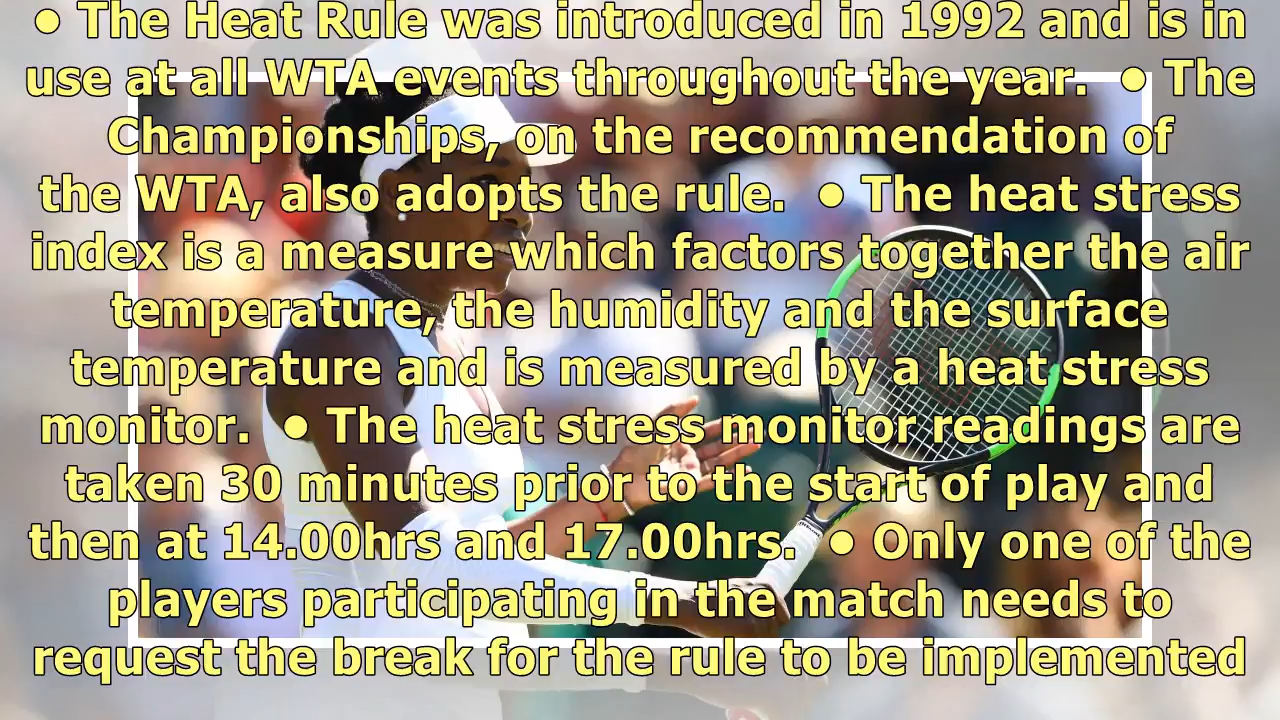 ● The Heat Rule was introduced in 1992 and is in
use at all WTA events throughout the year. ● The
Championships, on the recommendation of
the WTA, also adopts the rule. ● The heat stress
index is a measure which factors together the air
temperature, the humidity and the surface
temperature and is measured by a heat stress
monitor. ● The heat stress monitor readings are
taken 30 minutes prior to the start of play and
then at 14.00hrs and 17.00hrs. ● Only one of the
players participating in the match needs to
request the break for the rule to be implemented